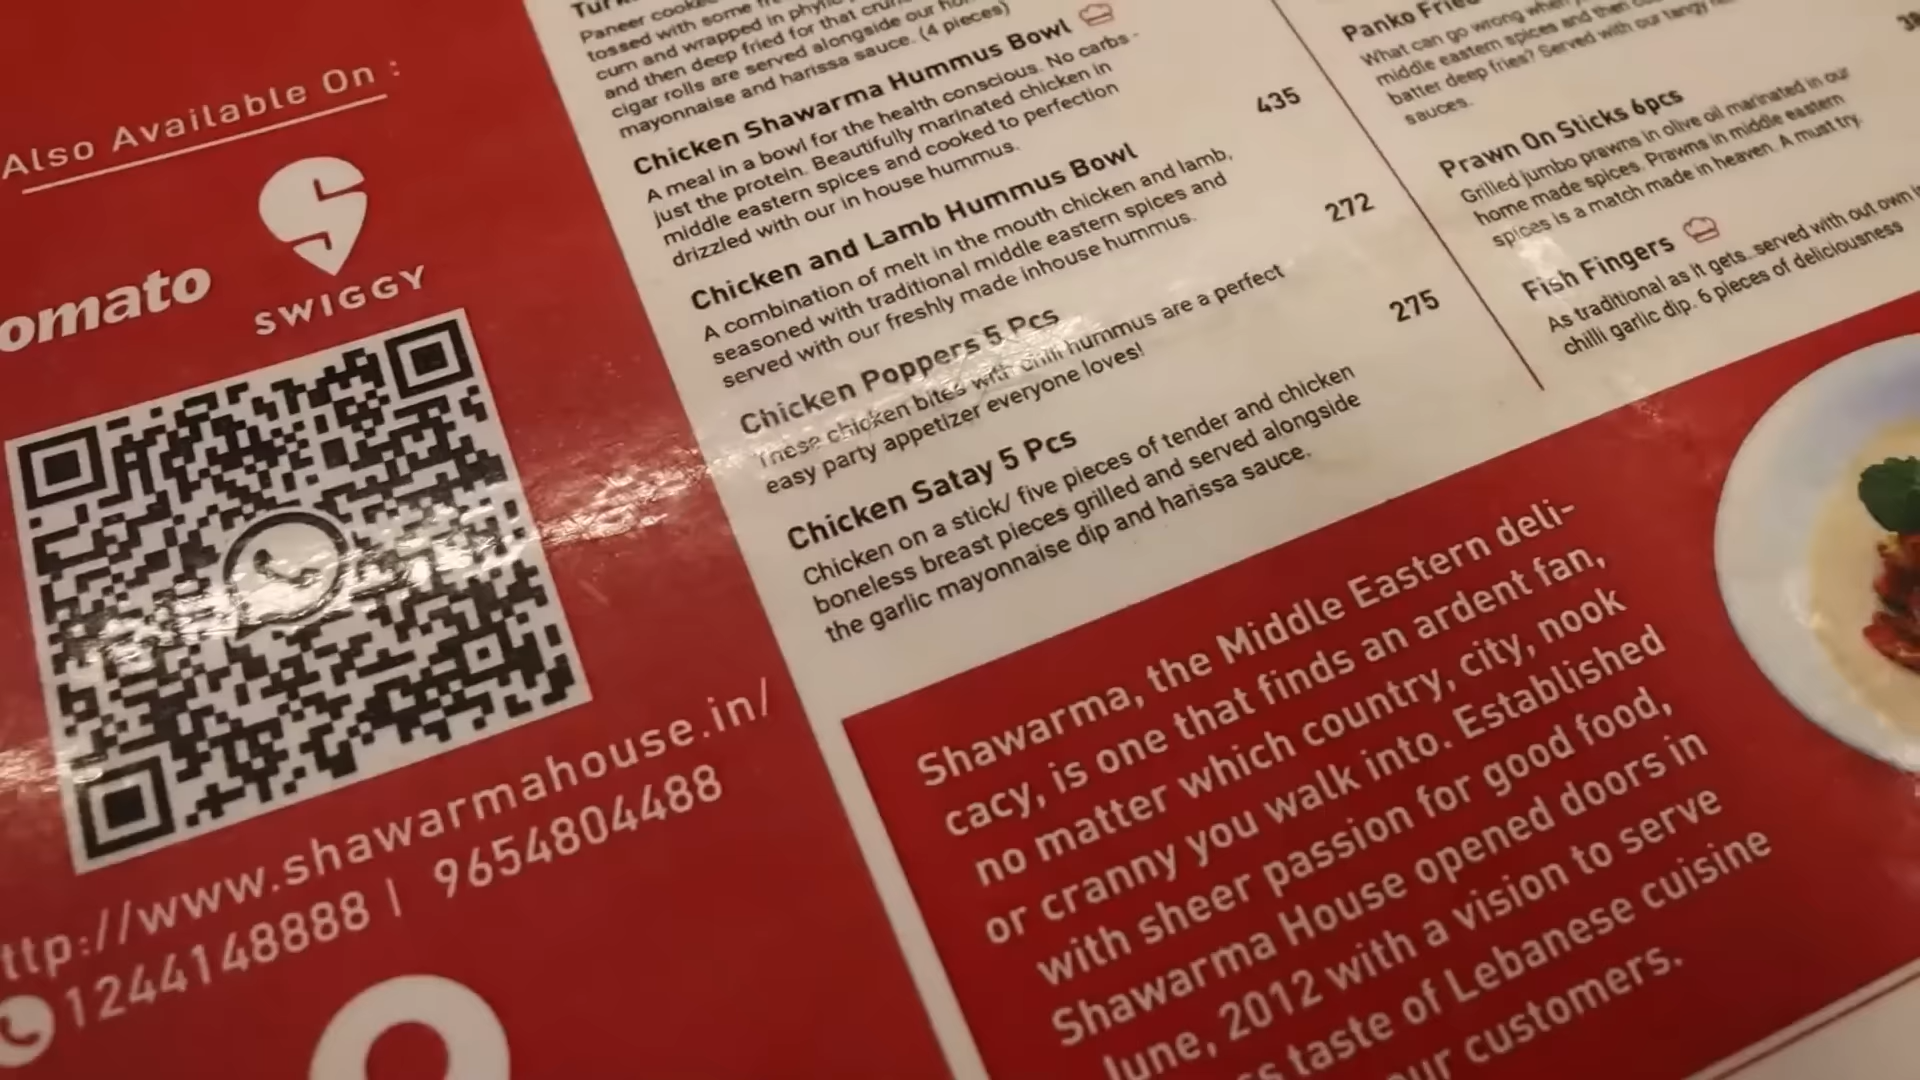 Also Available On :
omato
SWIGGY
ttp://www.shawarmahouse.in/
1244148888 | 9654804488
Paneer cooked
tossed with some
cum and wrapped in phyllo
and then deep fried for that
cigar rolls are served alongside our
mayonnaise and harissa sauce. (4 pieces)
Chicken Shawarma Hummus Bowl
A meal in a bowl for the health conscious. No carbs -
just the protein. Beautifully marinated chicken in
middle eastern spices and cooked to perfection
drizzled with our in house hummus.
435
Chicken and Lamb Hummus Bowl
A combination of melt in the mouth chicken and lamb,
seasoned with traditional middle eastern spices and
served with our freshly made inhouse hummus.
272
Chicken Poppers 5 Pcs
These chicken bites with chilli hummus are a perfect
easy party appetizer everyone loves!
275
Chicken Satay 5 Pcs
Chicken on a stick/ five pieces of tender and chicken
boneless breast pieces grilled and served alongside
the garlic mayonnaise dip and harissa sauce.
Panko Fried
What can go wrong when
middle eastern spices and then
batter deep fries? Served with our tangy
sauces.
Prawn On Sticks 6pcs
Grilled jumbo prawns in olive oil marinated in our
home made spices. Prawns in middle eastern
spices is a match made in heaven. A must try.
Fish Fingers
As traditional as it gets..served with out own
chilli garlic dip. 6 pieces of deliciousness
Shawarma, the Middle Eastern deli-
cacy, is one that finds an ardent fan,
no matter which country, city, nook
or cranny you walk into. Established
with sheer passion for good food,
Shawarma House opened doors in
June, 2012 with a vision to serve
taste of Lebanese cuisine
our customers.